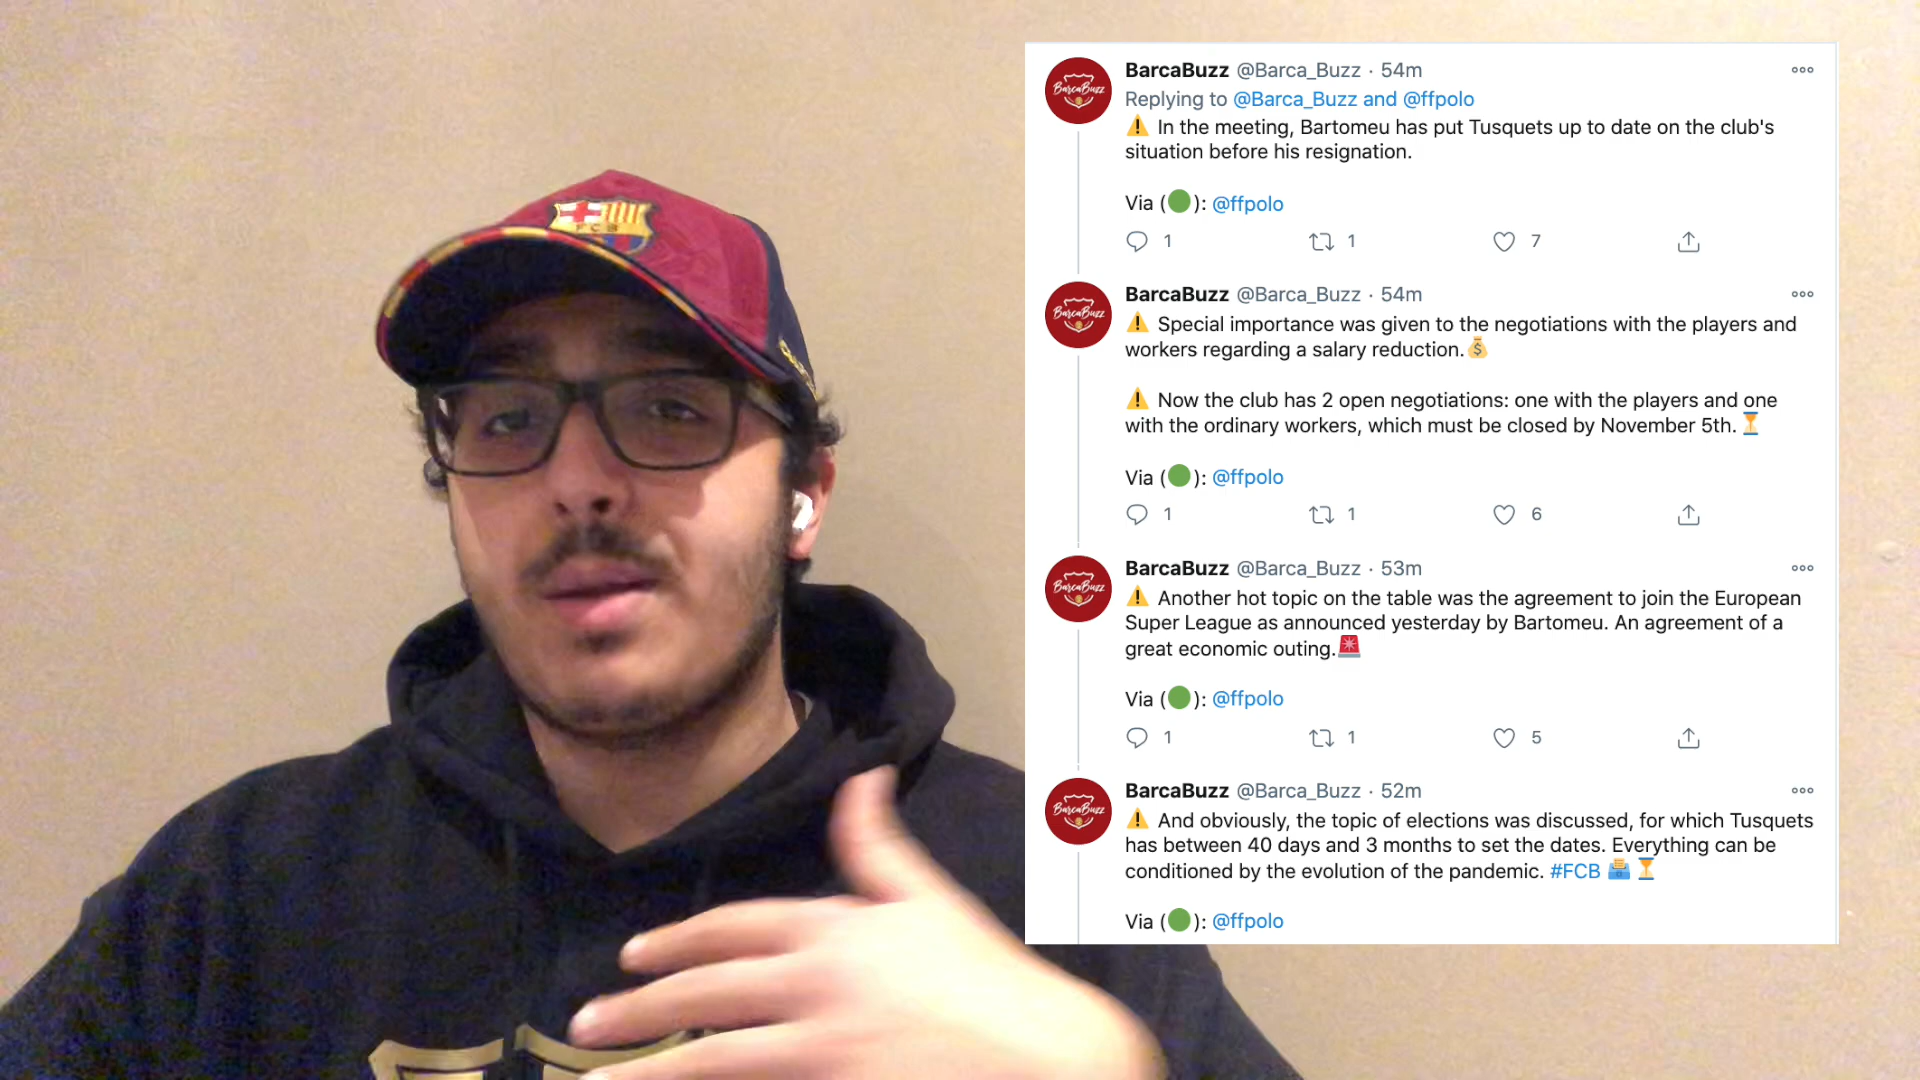 FCB
BarcaBuzz @Barca_Buzz · 54m
Replying to @Barca_Buzz and @ffpolo
⚠️ In the meeting, Bartomeu has put Tusquets up to date on the club's
situation before his resignation.
Via (🟢): @ffpolo
1 1 7
BarcaBuzz @Barca_Buzz · 54m
⚠️ Special importance was given to the negotiations with the players and
workers regarding a salary reduction.💰
⚠️ Now the club has 2 open negotiations: one with the players and one
with the ordinary workers, which must be closed by November 5th.⏳
Via (🟢): @ffpolo
1 1 6
BarcaBuzz @Barca_Buzz · 53m
⚠️ Another hot topic on the table was the agreement to join the European
Super League as announced yesterday by Bartomeu. An agreement of a
great economic outing.🚨
Via (🟢): @ffpolo
1 1 5
BarcaBuzz @Barca_Buzz · 52m
⚠️ And obviously, the topic of elections was discussed, for which Tusquets
has between 40 days and 3 months to set the dates. Everything can be
conditioned by the evolution of the pandemic. #FCB 🗳️⏳
Via (🟢): @ffpolo
BarcaBuzz
BarcaBuzz
BarcaBuzz
BarcaBuzz